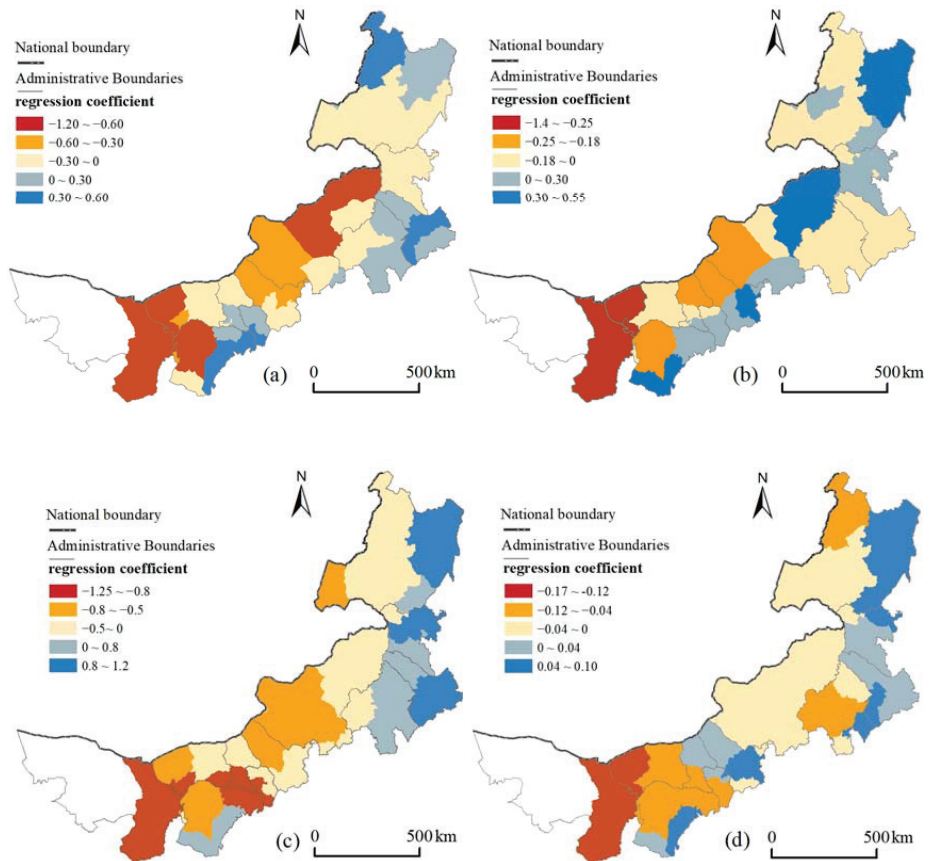 N
National boundary
Administrative Boundaries
regression coefficient
−1.20 ~ −0.60
−0.60 ~ −0.30
−0.30 ~ 0
0 ~ 0.30
0.30 ~ 0.60
(a)
0 500km
N
National boundary
Administrative Boundaries
regression coefficient
−1.4 ~ −0.25
−0.25 ~ −0.18
−0.18 ~ 0
0 ~ 0.30
0.30 ~ 0.55
(b)
0 500km
N
National boundary
Administrative Boundaries
regression coefficient
−1.25 ~ −0.8
−0.8 ~ −0.5
−0.5 ~ 0
0 ~ 0.8
0.8 ~ 1.2
(c)
0 500km
N
National boundary
Administrative Boundaries
regression coefficient
−0.17 ~ −0.12
−0.12 ~ −0.04
−0.04 ~ 0
0 ~ 0.04
0.04 ~ 0.10
(d)
0 500km